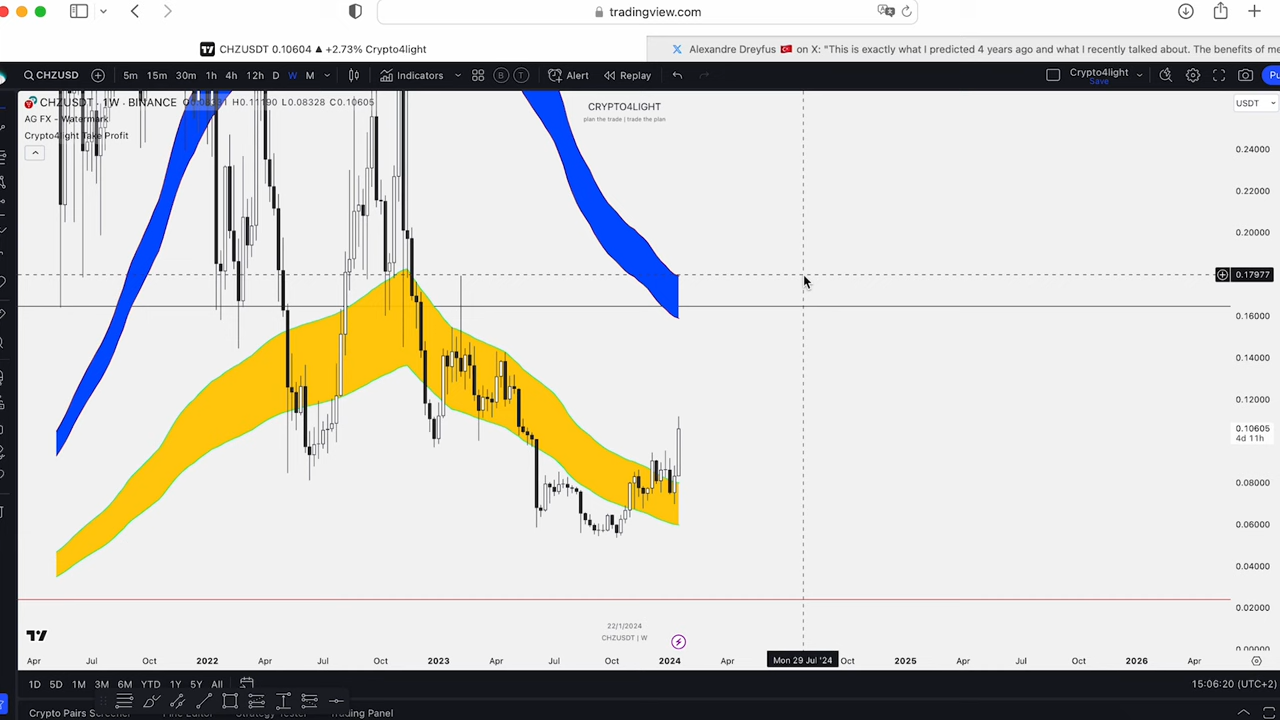 tradingview.com
CHZUSDT 0.10604 ▲ +2.73% Crypto4light
Alexandre Dreyfus 🇹🇷 on X: "This is exactly what I predicted 4 years ago and what I recently talked about. The benefits of me
CHZUSD 5m 15m 30m 1h 4h 12h D W M Indicators B T Alert Replay Crypto4light
Save
CHZUSDT · 1W · BINANCE H0.11190 L0.08328 C0.10605
AG FX - Watermark
Crypto4light Take Profit
CRYPTO4LIGHT
plan the trade | trade the plan
USDT
0.24000
0.22000
0.20000
0.17977
0.16000
0.14000
0.12000
0.10605
4d 11h
0.08000
0.06000
0.04000
0.02000
22/1/2024
CHZUSDT | W
Apr Jul Oct 2022 Apr Jul Oct 2023 Apr Jul Oct 2024 Apr Mon 29 Jul '24 Oct 2025 Apr Jul Oct 2026 Apr
1D 5D 1M 3M 6M YTD 1Y 5Y All
15:06:20 (UTC+2)
Crypto Pairs Screener Pine Editor Strategy Tester Trading Panel